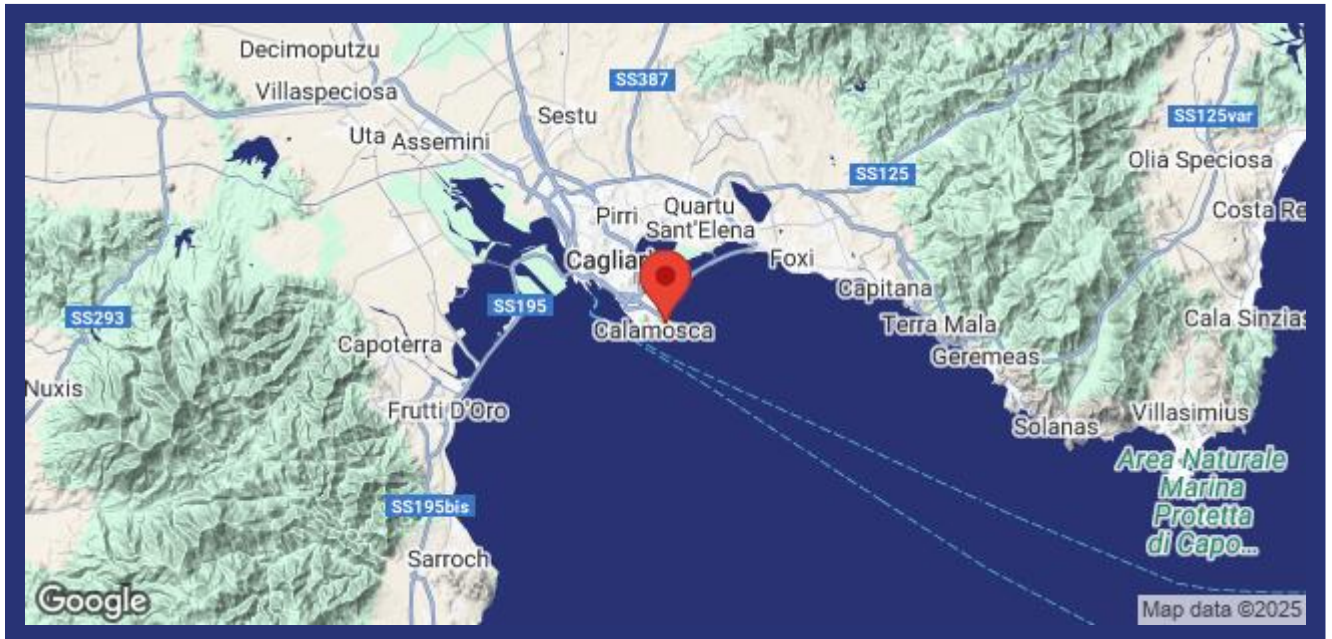 Decimoputzu
SS387
Villaspeciosa
Sestu
SS125var
Uta
Assemini
Olia Speciosa
SS125
Pirri
Quartu
Sant'Elena
Costa Re
Cagliari
Foxi
Capitana
SS195
SS293
Calamosca
Terra Mala
Cala Sinzias
Capoterra
Geremeas
Nuxis
Frutti D'Oro
Villasimius
Solanas
Area Naturale
Marina
Protetta
di Capo...
SS195bis
Sarroch
Google
Map data ©2025